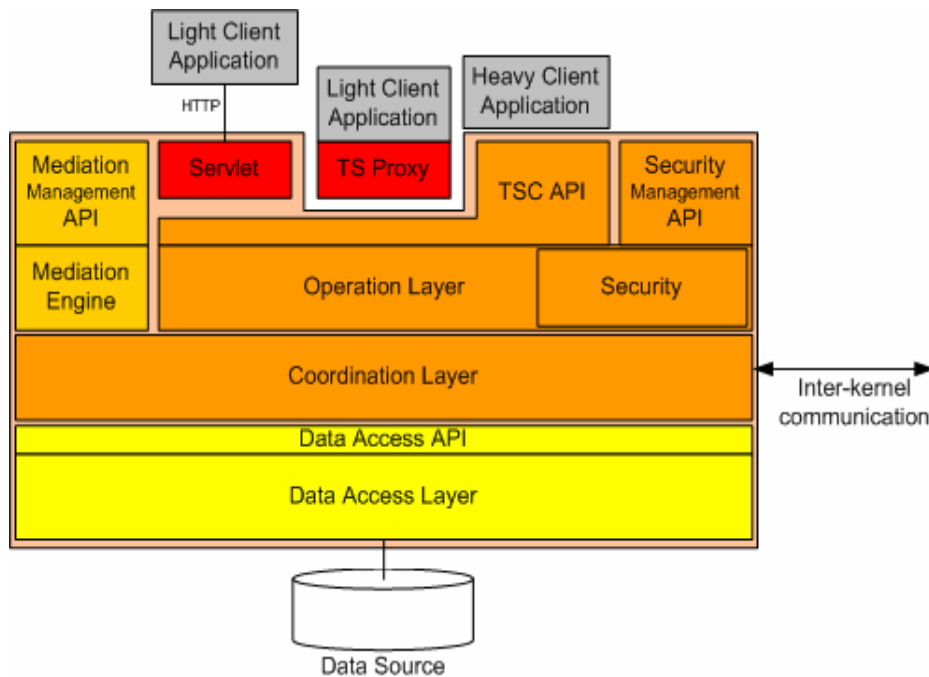 Light Client
Application
HTTP
Light Client
Application
Heavy Client
Application
Mediation
Management
API
Servlet
TS Proxy
TSC API
Security
Management
API
Mediation
Engine
Operation Layer
Security
Coordination Layer
Inter-kernel
communication
Data Access API
Data Access Layer
Data Source